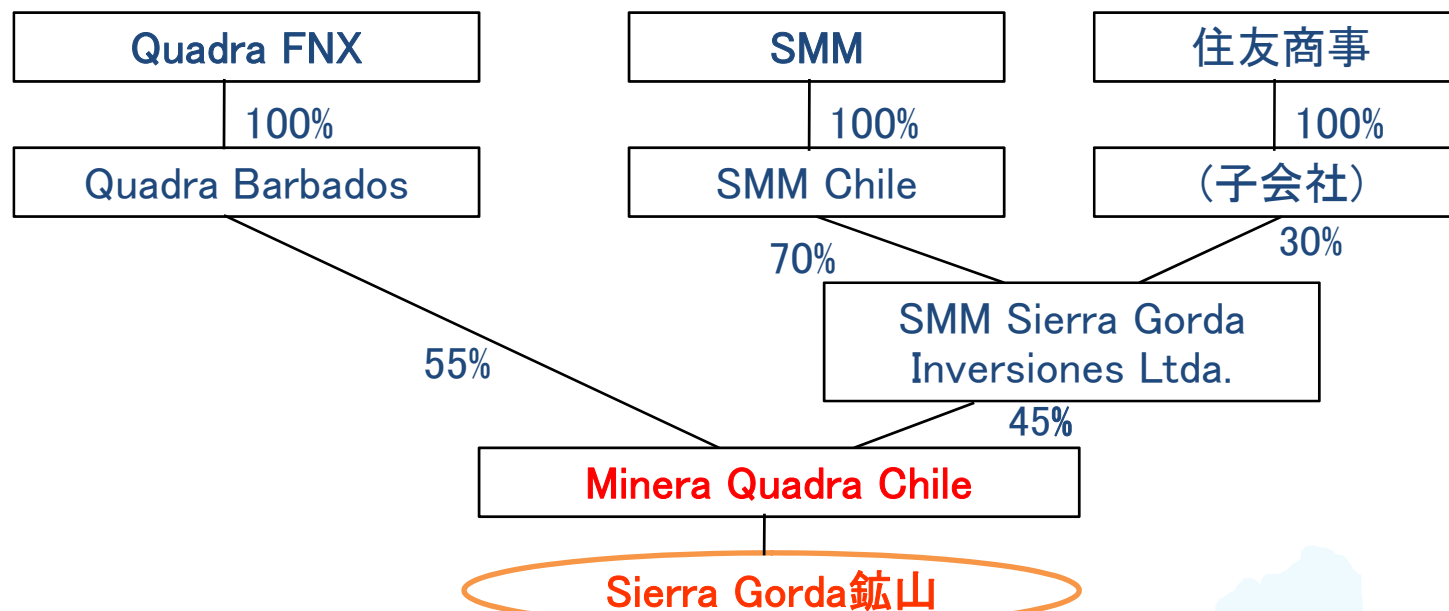 Quadra FNX
SMM
住友商事
100%
100%
100%
Quadra Barbados
SMM Chile
（子会社）
70%
30%
SMM Sierra Gorda
Inversiones Ltda.
55%
45%
Minera Quadra Chile
Sierra Gorda鉱山